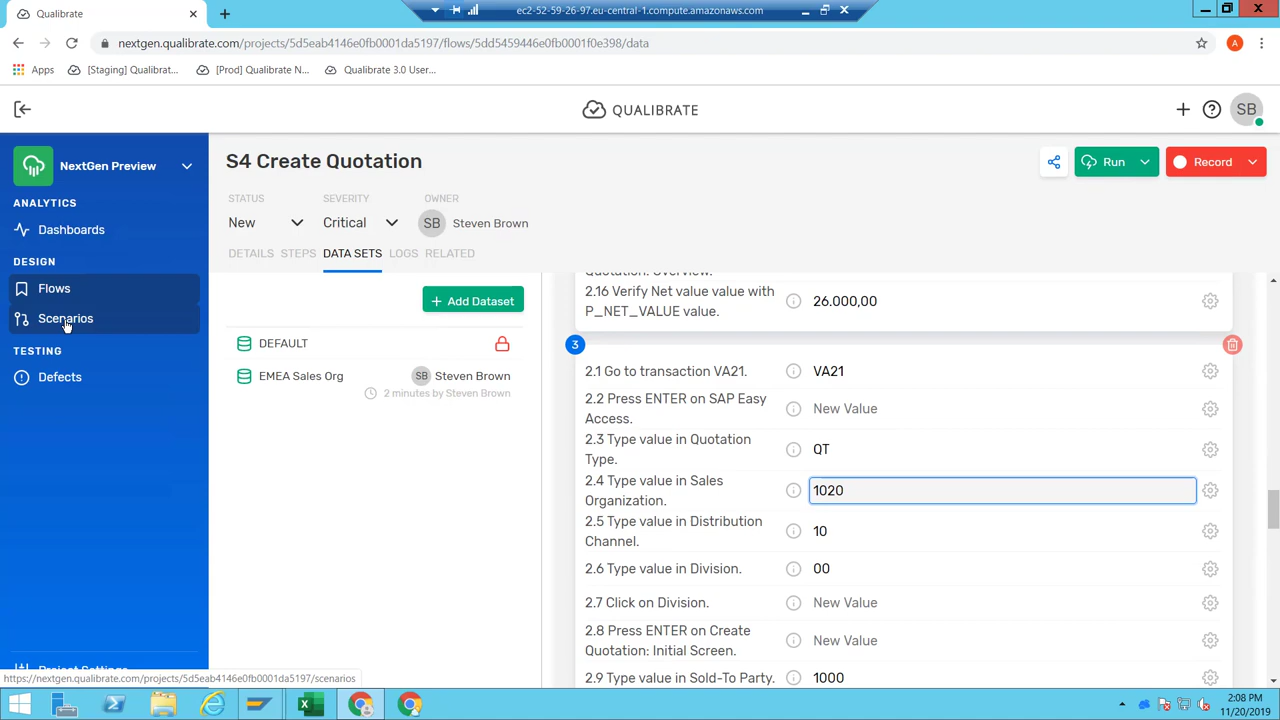 Qualibrate
ec2-52-59-26-97.eu-central-1.compute.amazonaws.com
nextgen.qualibrate.com/projects/5d5eab4146e0fb0001da5197/flows/5dd5459446e0fb0001f0e398/data
A
Apps
[Staging] Qualibrat...
[Prod] Qualibrate N...
Qualibrate 3.0 User...
QUALIBRATE
SB
NextGen Preview
S4 Create Quotation
Run
Record
ANALYTICS
STATUS
SEVERITY
OWNER
Dashboards
New
Critical
SB
Steven Brown
DESIGN
DETAILS
STEPS
DATA SETS
LOGS
RELATED
Flows
Scenarios
TESTING
Defects
Project Settings
Add Dataset
DEFAULT
EMEA Sales Org
SB
Steven Brown
2 minutes by Steven Brown
Quotation: Overview.
2.16 Verify Net value value with
P_NET_VALUE value.
26.000,00
3
2.1 Go to transaction VA21.
VA21
2.2 Press ENTER on SAP Easy
Access.
New Value
2.3 Type value in Quotation
Type.
QT
2.4 Type value in Sales
Organization.
1020
2.5 Type value in Distribution
Channel.
10
2.6 Type value in Division.
00
2.7 Click on Division.
New Value
2.8 Press ENTER on Create
Quotation: Initial Screen.
New Value
2.9 Type value in Sold-To Party.
1000
https://nextgen.qualibrate.com/projects/5d5eab4146e0fb0001da5197/scenarios
2:08 PM
11/20/2019